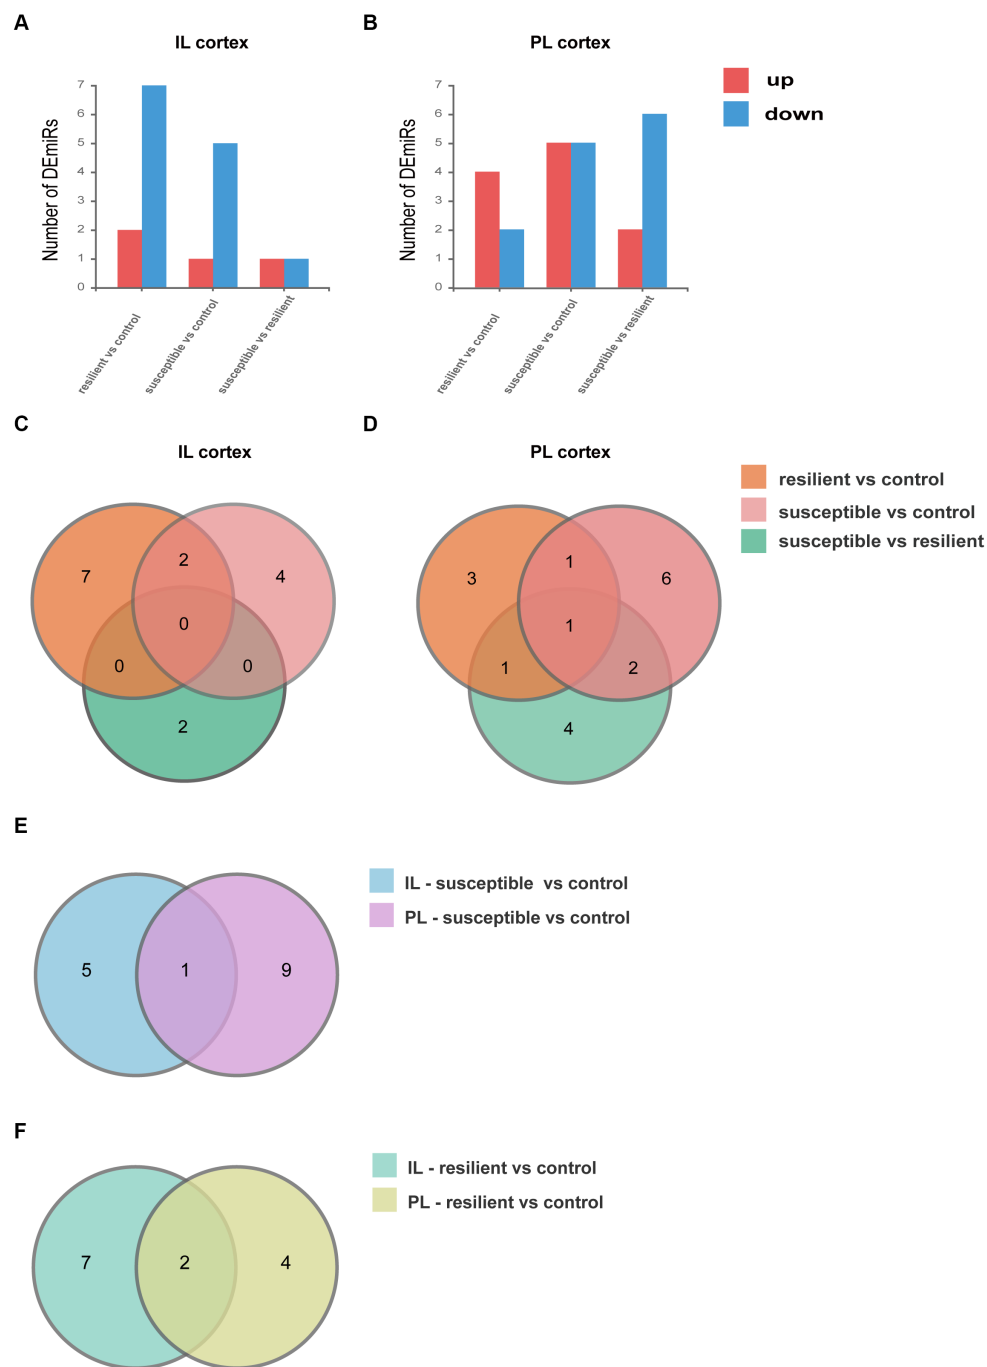 A
B
IL cortex
PL cortex
up
down
Number of DEmiRs
7
6
5
4
3
2
1
0
resilient vs control
susceptible vs control
susceptible vs resilient
Number of DEmiRs
7
6
5
4
3
2
1
0
resilient vs control
susceptible vs control
susceptible vs resilient
C
D
IL cortex
PL cortex
resilient vs control
susceptible vs control
susceptible vs resilient
7
2
4
0
0
0
2
3
1
6
1
1
2
4
E
IL - susceptible vs control
PL - susceptible vs control
5
1
9
F
IL - resilient vs control
PL - resilient vs control
7
2
4